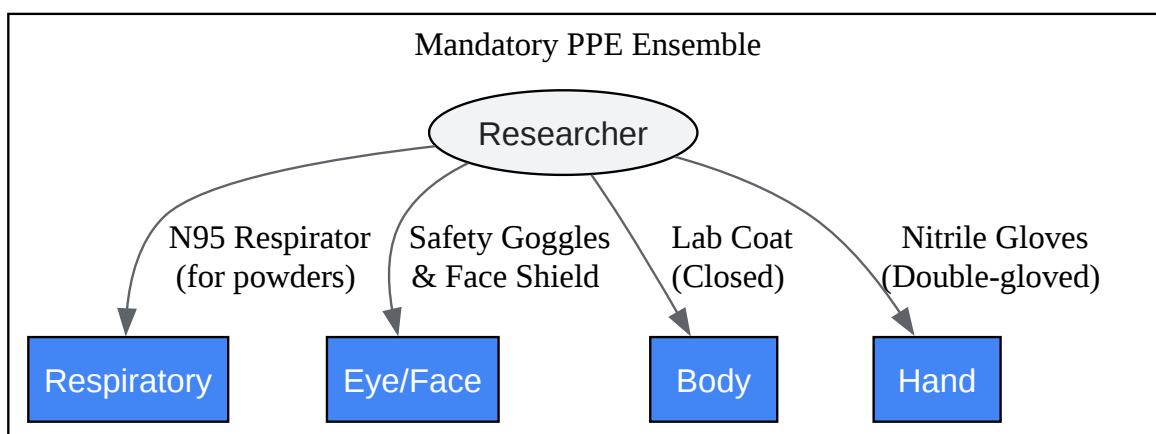 Mandatory PPE Ensemble
Researcher
N95 Respirator
(for powders)
Safety Goggles
& Face Shield
Lab Coat
(Closed)
Nitrile Gloves
(Double-gloved)
Respiratory
Eye/Face
Body
Hand